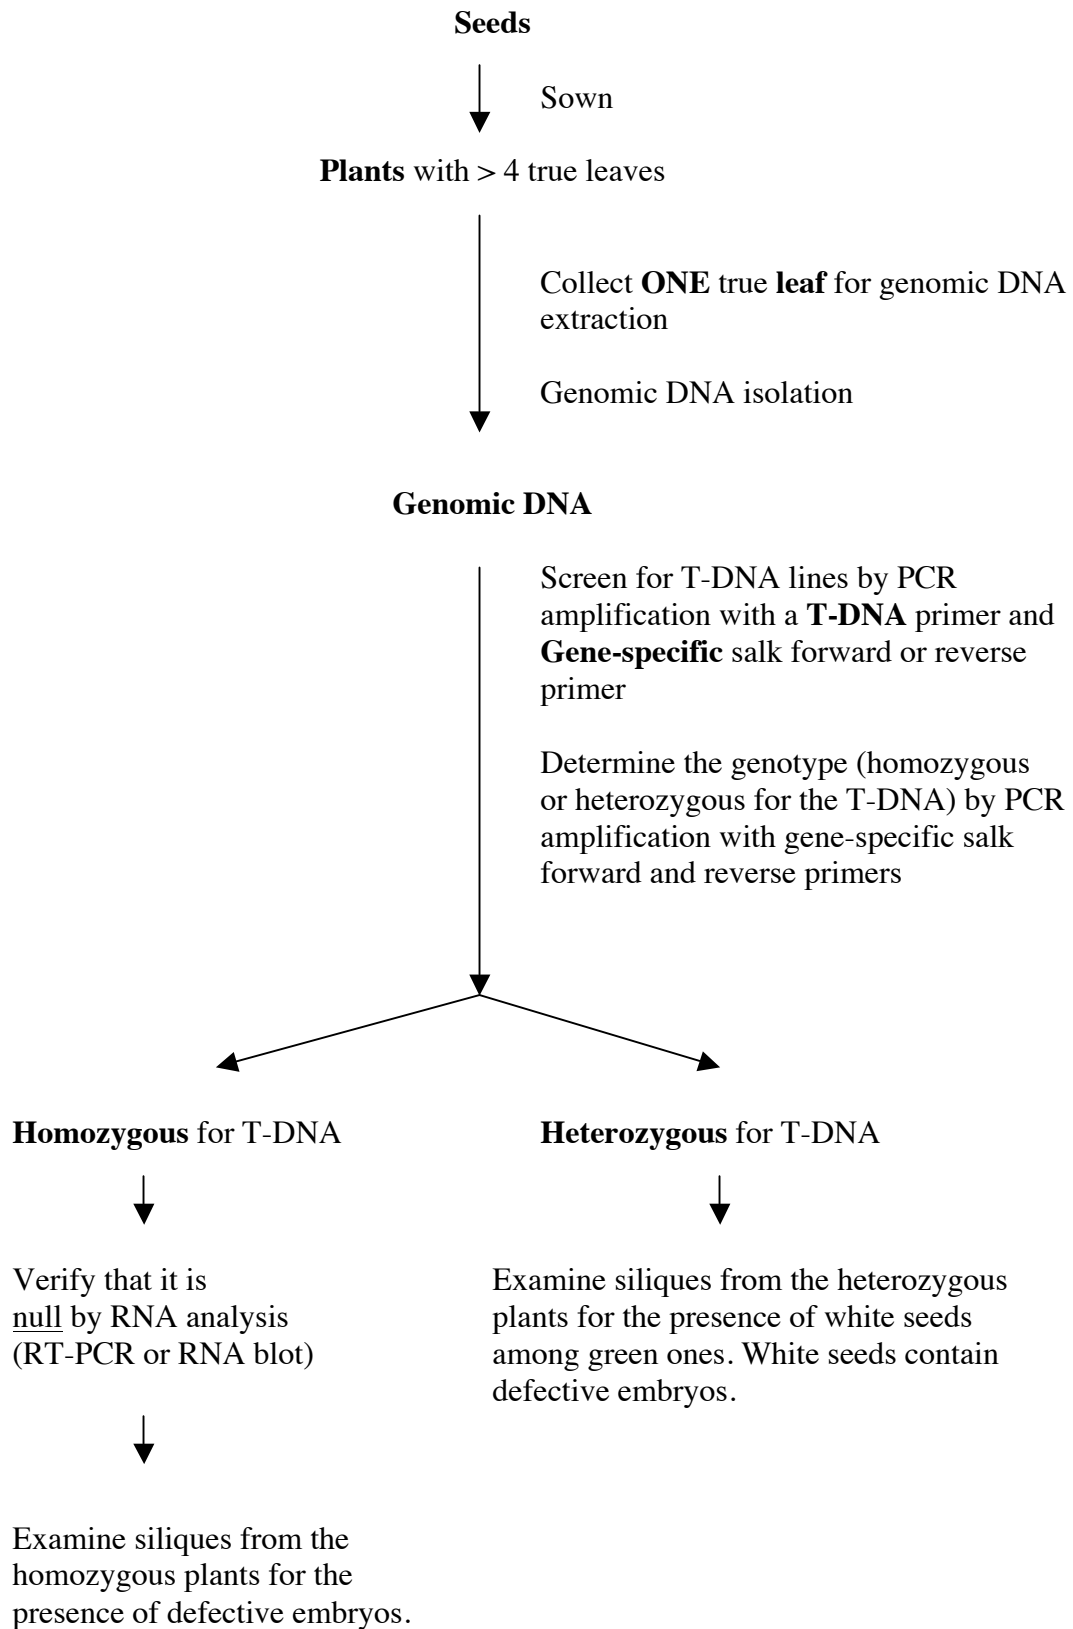 Seeds
Sown
Plants with > 4 true leaves
Collect ONE true leaf for genomic DNA
extraction
Genomic DNA isolation
Genomic DNA
Screen for T-DNA lines by PCR
amplification with a T-DNA primer and
Gene-specific salk forward or reverse
primer
Determine the genotype (homozygous
or heterozygous for the T-DNA) by PCR
amplification with gene-specific salk
forward and reverse primers
Homozygous for T-DNA
Heterozygous for T-DNA
Verify that it is
null by RNA analysis
(RT-PCR or RNA blot)
Examine siliques from the heterozygous
plants for the presence of white seeds
among green ones. White seeds contain
defective embryos.
Examine siliques from the
homozygous plants for the
presence of defective embryos.